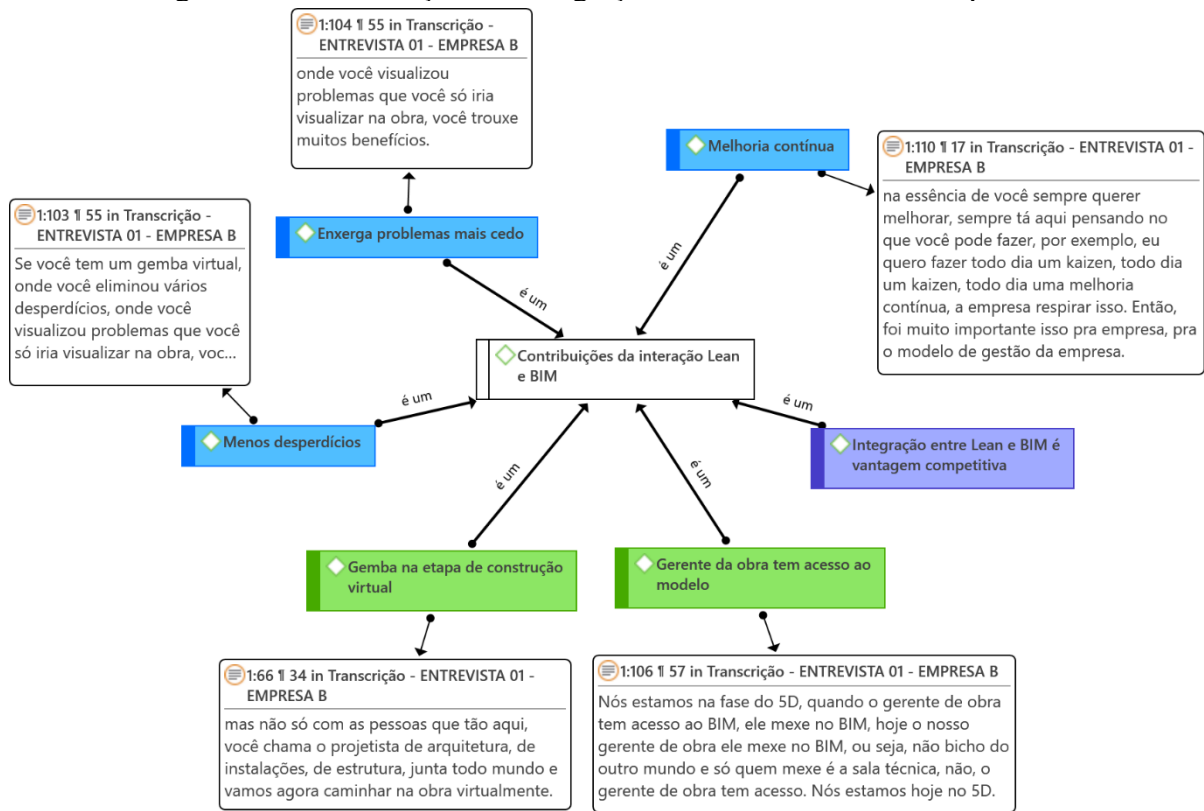 1:104 ¶ 55 in Transcrição -
ENTREVISTA 01 - EMPRESA B
onde você visualizou
problemas que você só iria
visualizar na obra, você trouxe
muitos benefícios.
Melhoria contínua
1:110 ¶ 17 in Transcrição - ENTREVISTA 01 -
EMPRESA B
na essência de você sempre querer
melhorar, sempre tá aqui pensando no
que você pode fazer, por exemplo, eu
quero fazer todo dia um kaizen, todo dia
um kaizen, todo dia uma melhoria
contínua, a empresa respirar isso. Então,
foi muito importante isso pra empresa, pra
o modelo de gestão da empresa.
1:103 ¶ 55 in Transcrição -
ENTREVISTA 01 - EMPRESA B
Se você tem um gemba virtual,
onde você eliminou vários
desperdícios, onde você
visualizou problemas que você
só iria visualizar na obra, voc...
Enxerga problemas mais cedo
é um
é um
Contribuições da interação Lean
e BIM
é um
é um
Menos desperdícios
Integração entre Lean e BIM é
vantagem competitiva
é um
é um
Gemba na etapa de construção
virtual
Gerente da obra tem acesso ao
modelo
1:66 ¶ 34 in Transcrição - ENTREVISTA 01 -
EMPRESA B
mas não só com as pessoas que tão aqui,
você chama o projetista de arquitetura, de
instalações, de estrutura, junta todo mundo e
vamos agora caminhar na obra virtualmente.
1:106 ¶ 57 in Transcrição - ENTREVISTA 01 - EMPRESA B
Nós estamos na fase do 5D, quando o gerente de obra
tem acesso ao BIM, ele mexe no BIM, hoje o nosso
gerente de obra ele mexe no BIM, ou seja, não bicho do
outro mundo e só quem mexe é a sala técnica, não, o
gerente de obra tem acesso. Nós estamos hoje no 5D.